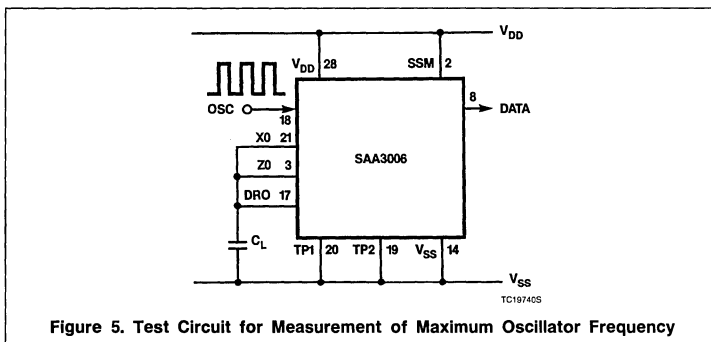 V_DD
V_DD 28
SSM 2
OSC
18
8
DATA
X0 21
Z0 3
DRO 17
SAA3006
C_L
TP1 20
TP2 19
V_SS 14
V_SS
TC19740S
Figure 5. Test Circuit for Measurement of Maximum Oscillator Frequency